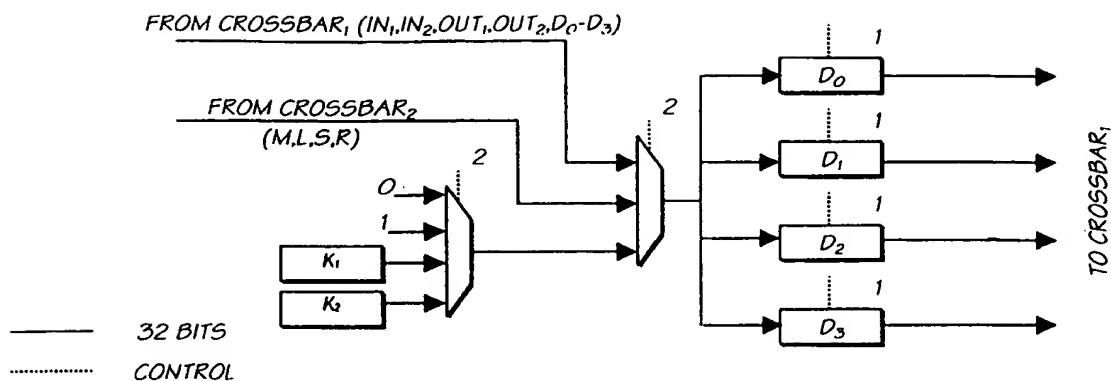 FROM CROSSBAR₁ (IN₁,IN₂,OUT₁,OUT₂,D₀-D₃)
1
D₀
FROM CROSSBAR₂
(M,L,S,R)
2
1
D₁
2
0
1
K₁
K₂
1
D₂
1
D₃
TO CROSSBAR₁
32 BITS
CONTROL